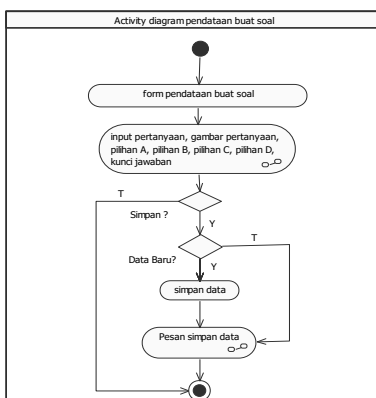 Activity diagram pendataan buat soal
form pendataan buat soal
input pertanyaan, gambar pertanyaan,
pilihan A, pilihan B, pilihan C, pilihan D,
kunci jawaban
T
Simpan ?
Y
T
Data Baru?
Y
simpan data
Pesan simpan data